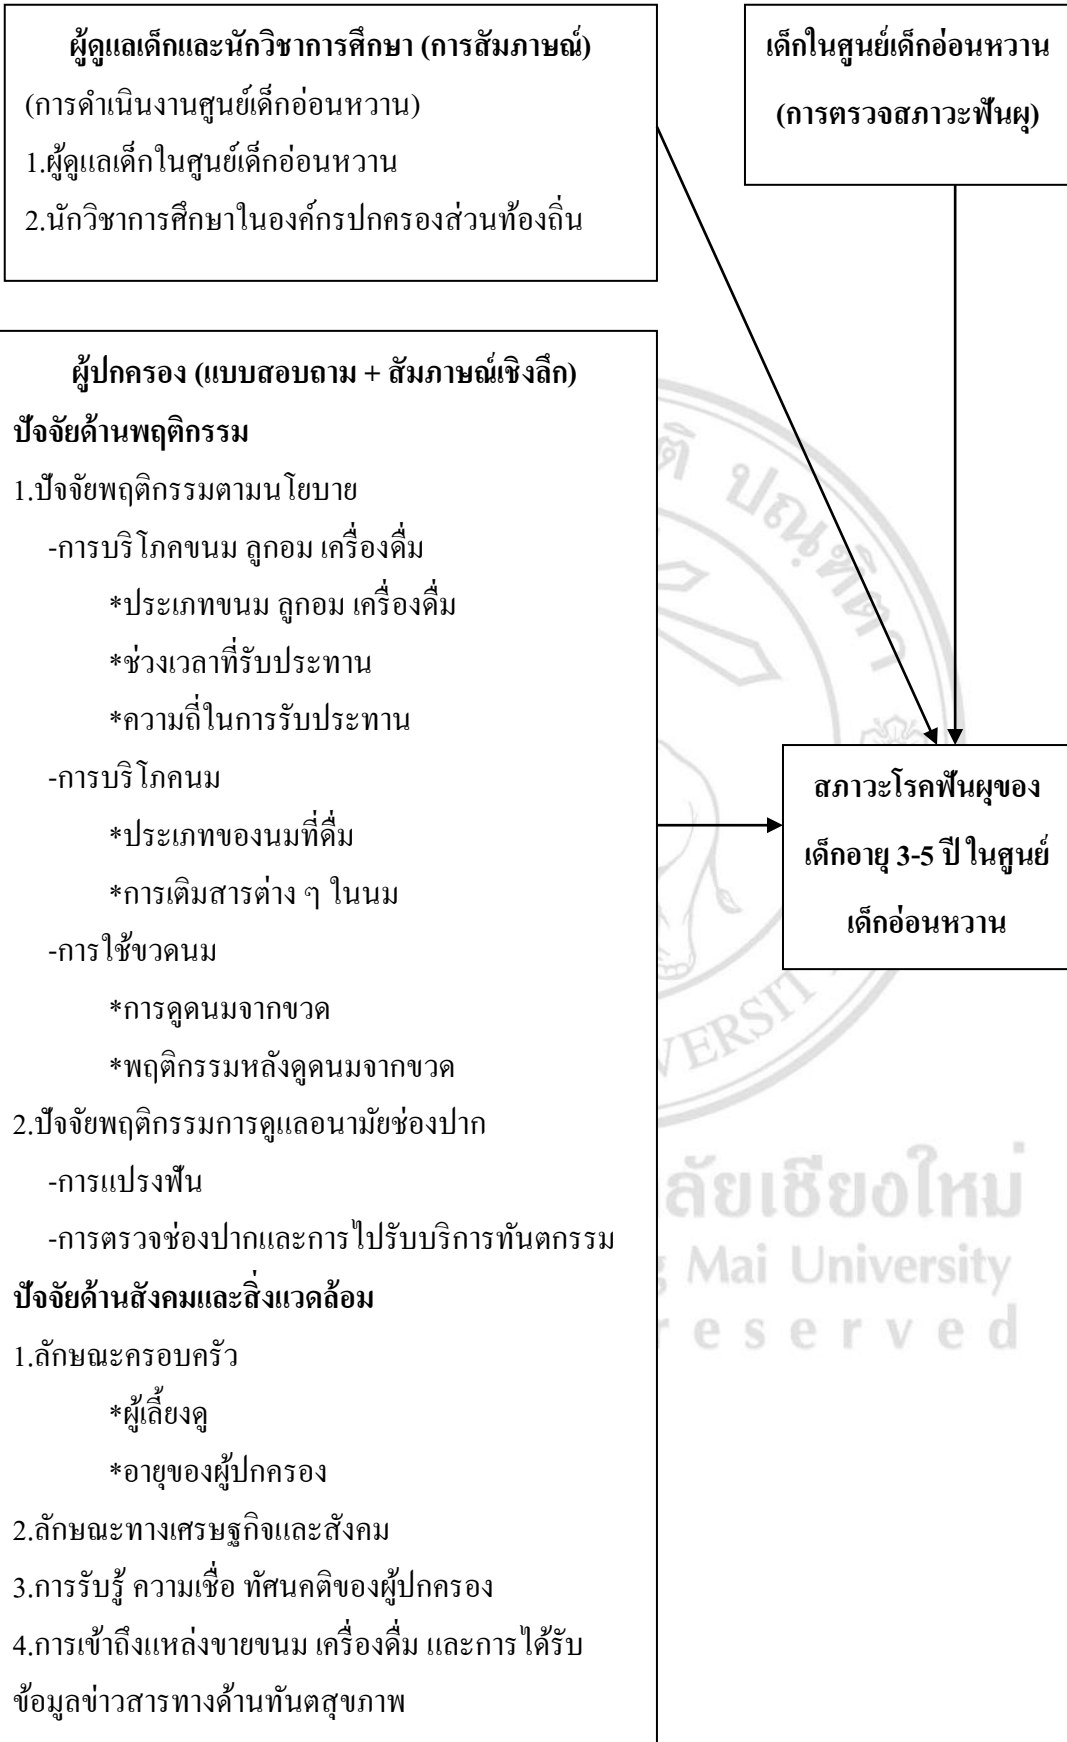 ผู้ดูแลเด็กและนักวิชาการศึกษา (การสัมภาษณ์)
(การดำเนินงานศูนย์เด็กอ่อนหวาน)
1.ผู้ดูแลเด็กในศูนย์เด็กอ่อนหวาน
2.นักวิชาการศึกษาในองค์กรปกครองส่วนท้องถิ่น
เด็กในศูนย์เด็กอ่อนหวาน
(การตรวจสภาวะฟันผุ)
ผู้ปกครอง (แบบสอบถาม + สัมภาษณ์เชิงลึก)
ปัจจัยด้านพฤติกรรม
1.ปัจจัยพฤติกรรมตามนโยบาย
-การบริโภคขนม ลูกอม เครื่องดื่ม
*ประเภทขนม ลูกอม เครื่องดื่ม
*ช่วงเวลาที่รับประทาน
*ความถี่ในการรับประทาน
-การบริโภคนม
*ประเภทของนมที่ดื่ม
*การเติมสารต่าง ๆ ในนม
-การใช้ขวดนม
*การดูดนมจากขวด
*พฤติกรรมหลังดูดนมจากขวด
2.ปัจจัยพฤติกรรมการดูแลอนามัยช่องปาก
-การแปรงฟัน
-การตรวจช่องปากและการไปรับบริการทันตกรรม
ปัจจัยด้านสังคมและสิ่งแวดล้อม
1.ลักษณะครอบครัว
*ผู้เลี้ยงดู
*อายุของผู้ปกครอง
2.ลักษณะทางเศรษฐกิจและสังคม
3.การรับรู้ ความเชื่อ ทัศนคติของผู้ปกครอง
4.การเข้าถึงแหล่งขายขนม เครื่องดื่ม และการได้รับ
ข้อมูลข่าวสารทางด้านทันตสุขภาพ
สภาวะโรคฟันผุของ
เด็กอายุ 3-5 ปี ในศูนย์
เด็กอ่อนหวาน
ลัยเชียงใหม่
Mai University
reserved